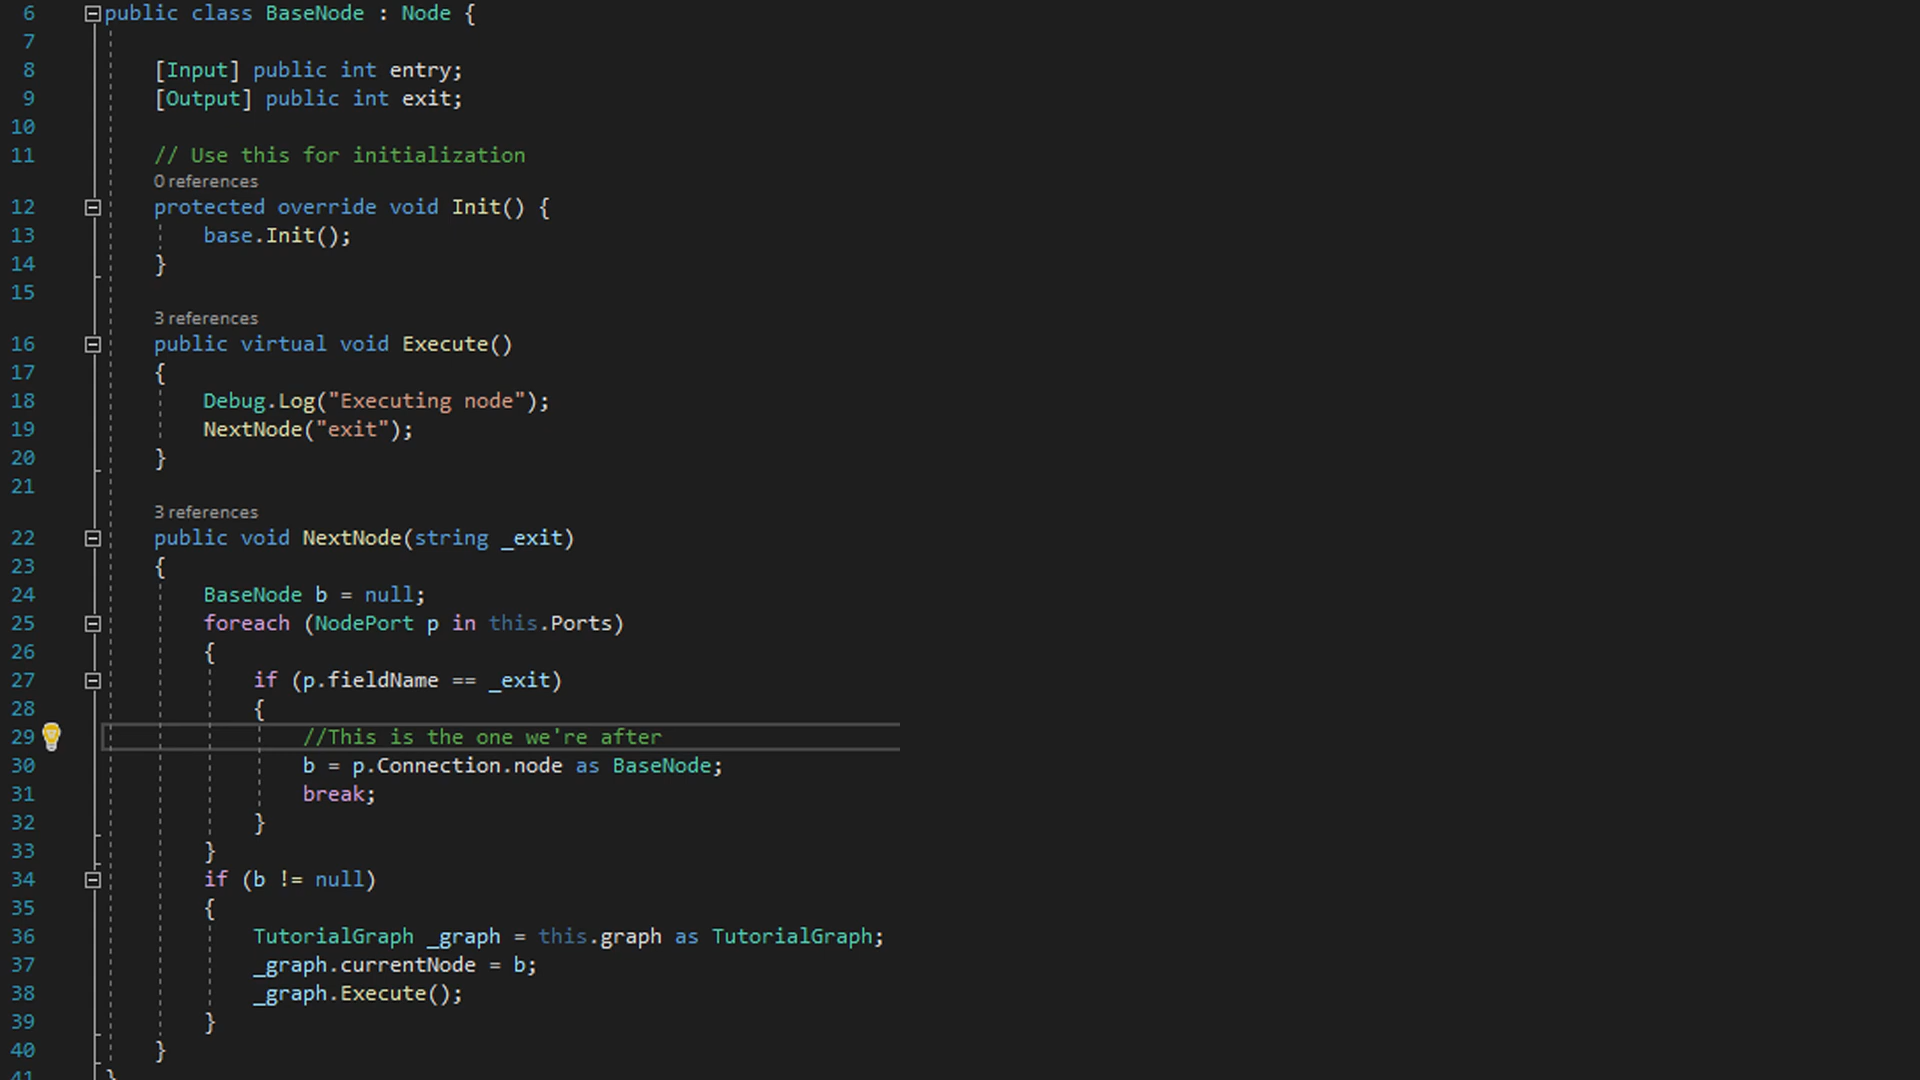 6 public class BaseNode : Node {
7
8 [Input] public int entry;
9 [Output] public int exit;
10
11 // Use this for initialization
0 references
12 protected override void Init() {
13 base.Init();
14 }
15
3 references
16 public virtual void Execute()
17 {
18 Debug.Log("Executing node");
19 NextNode("exit");
20 }
21
3 references
22 public void NextNode(string _exit)
23 {
24 BaseNode b = null;
25 foreach (NodePort p in this.Ports)
26 {
27 if (p.fieldName == _exit)
28 {
29 //This is the one we're after
30 b = p.Connection.node as BaseNode;
31 break;
32 }
33 }
34 if (b != null)
35 {
36 TutorialGraph _graph = this.graph as TutorialGraph;
37 _graph.currentNode = b;
38 _graph.Execute();
39 }
40 }
41 }